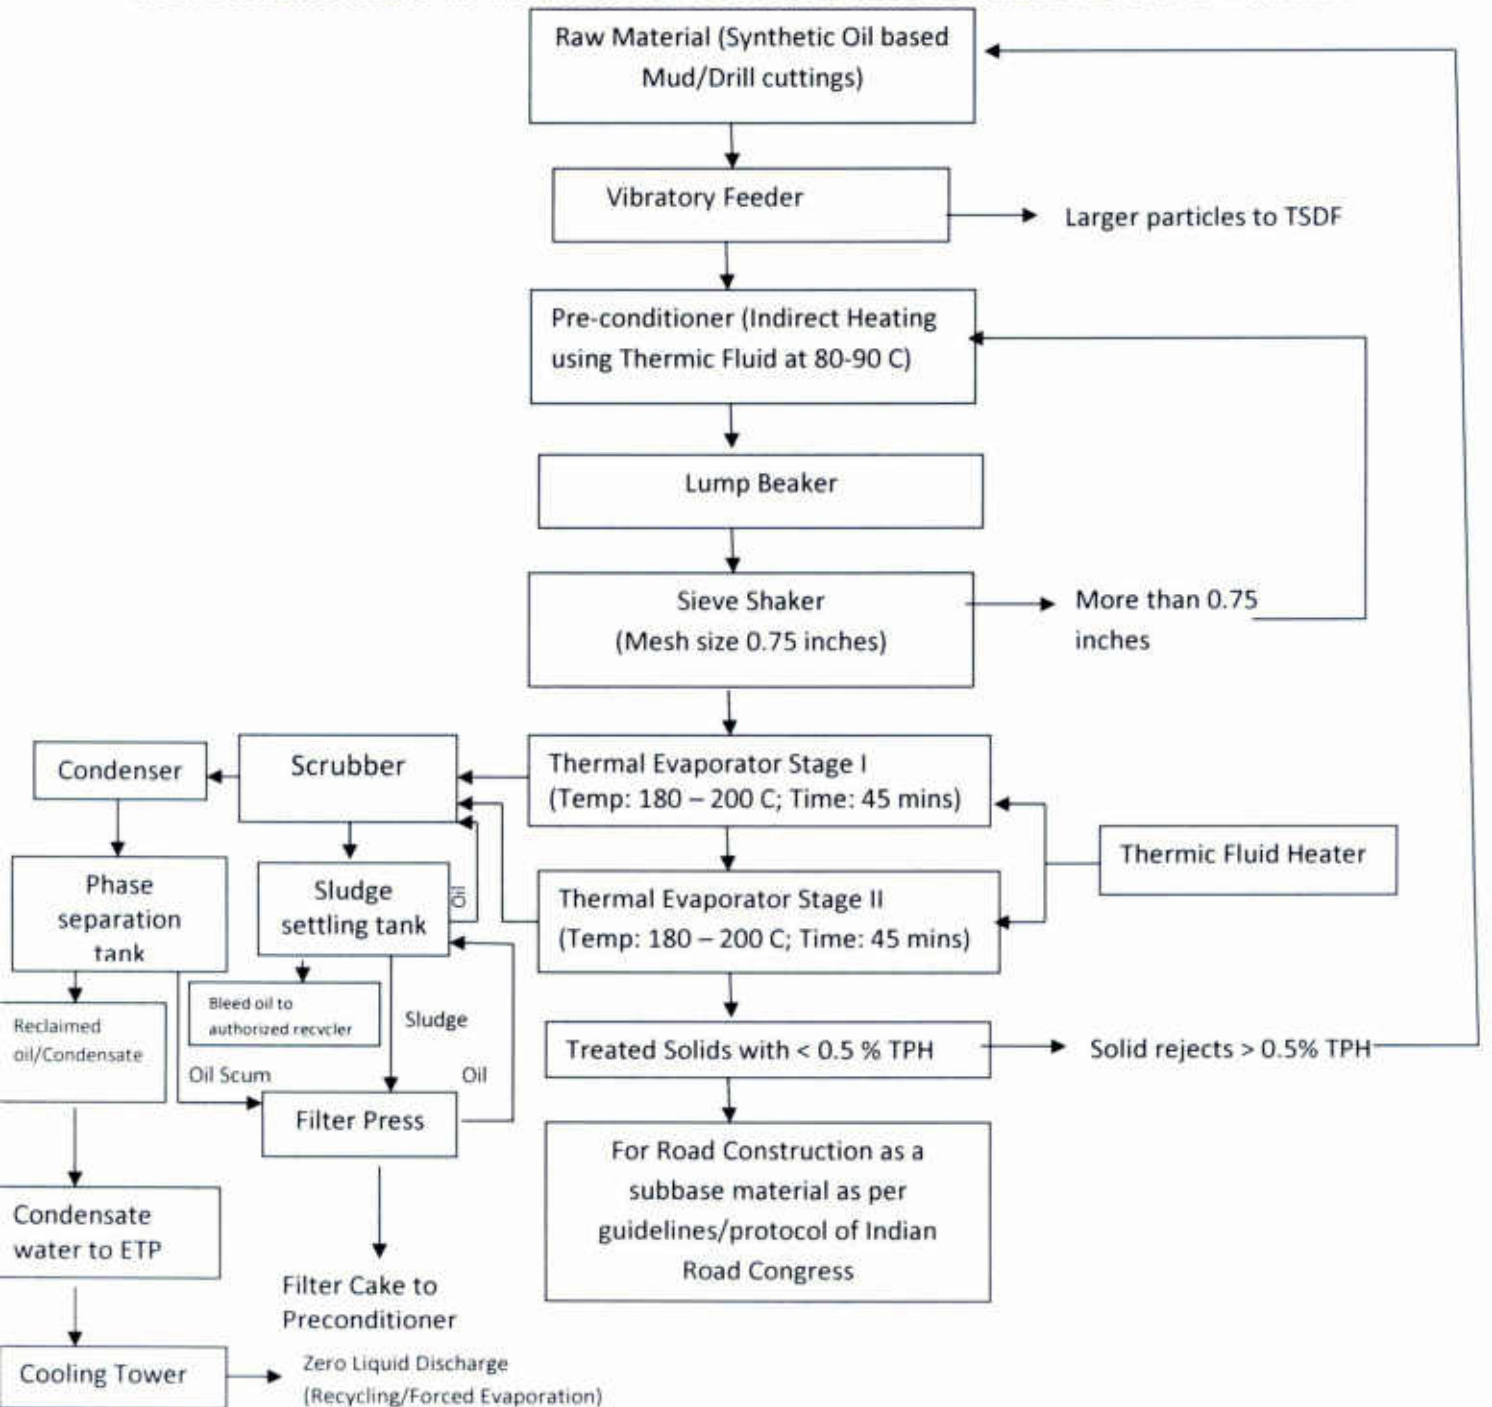 Raw Material (Synthetic Oil based
Mud/Drill cuttings)
Vibratory Feeder
Larger particles to TSDF
Pre-conditioner (Indirect Heating
using Thermic Fluid at 80-90 C)
Lump Beaker
Sieve Shaker
(Mesh size 0.75 inches)
More than 0.75
inches
Condenser
Scrubber
Thermal Evaporator Stage I
(Temp: 180 – 200 C; Time: 45 mins)
Thermic Fluid Heater
Phase
separation
tank
Sludge
settling tank
Oil
Thermal Evaporator Stage II
(Temp: 180 – 200 C; Time: 45 mins)
Bleed oil to
authorized recycler
Reclaimed
oil/Condensate
Sludge
Oil Scum
Oil
Treated Solids with < 0.5 % TPH
Solid rejects > 0.5% TPH
Filter Press
For Road Construction as a
subbase material as per
guidelines/protocol of Indian
Road Congress
Condensate
water to ETP
Filter Cake to
Preconditioner
Cooling Tower
Zero Liquid Discharge
(Recycling/Forced Evaporation)